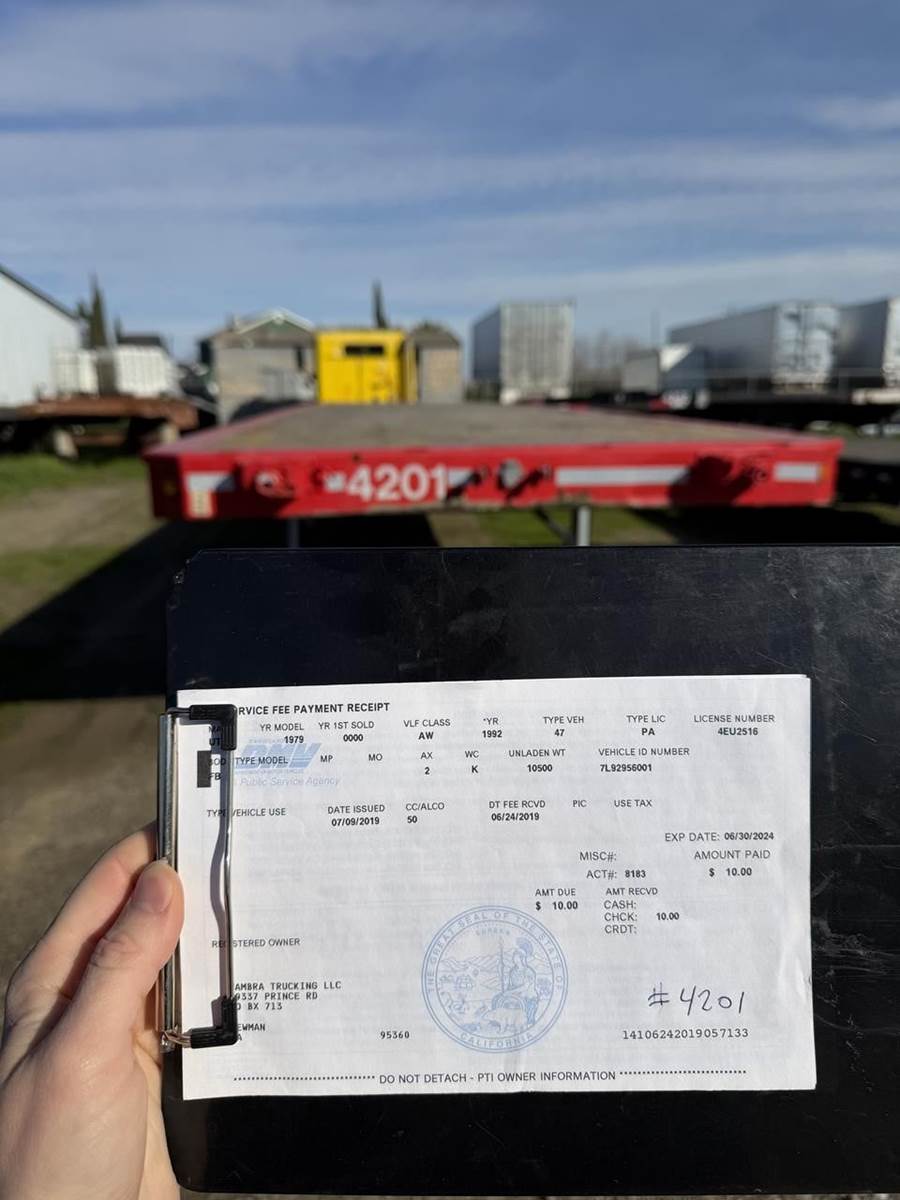 4201
RVICE FEE PAYMENT RECEIPT
YR MODEL YR 1ST SOLD VLF CLASS *YR TYPE VEH TYPE LIC LICENSE NUMBER
1979 0000 AW 1992 47 PA 4EU2516
TYPE MODEL MP MO AX WC UNLADEN WT VEHICLE ID NUMBER
FB 2 K 10500 7L92956001
DMV
Public Service Agency
TYPE VEHICLE USE DATE ISSUED CC/ALCO DT FEE RCVD PIC USE TAX
07/09/2019 50 06/24/2019
EXP DATE: 06/30/2024
MISC#: AMOUNT PAID
ACT#: 8183 $ 10.00
AMT DUE AMT RECVD
$ 10.00 CASH:
CHCK: 10.00
CRDT:
REGISTERED OWNER
THE GREAT SEAL OF THE STATE OF CALIFORNIA
EUREKA
AMBRA TRUCKING LLC
9337 PRINCE RD
O BX 713
EWMAN
A 95360
#4201
14106242019057133
DO NOT DETACH - PTI OWNER INFORMATION